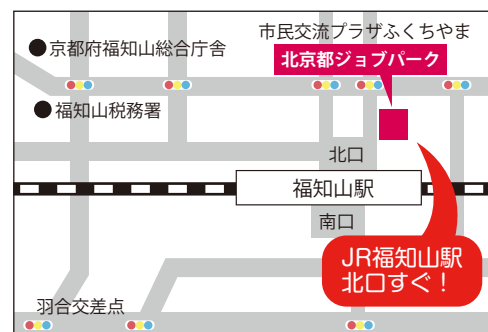 市民交流プラザふくちやま
●京都府福知山総合庁舎
北京都ジョブパーク
●福知山税務署
北口
福知山駅
南口
JR福知山駅
北口すぐ！
羽合交差点